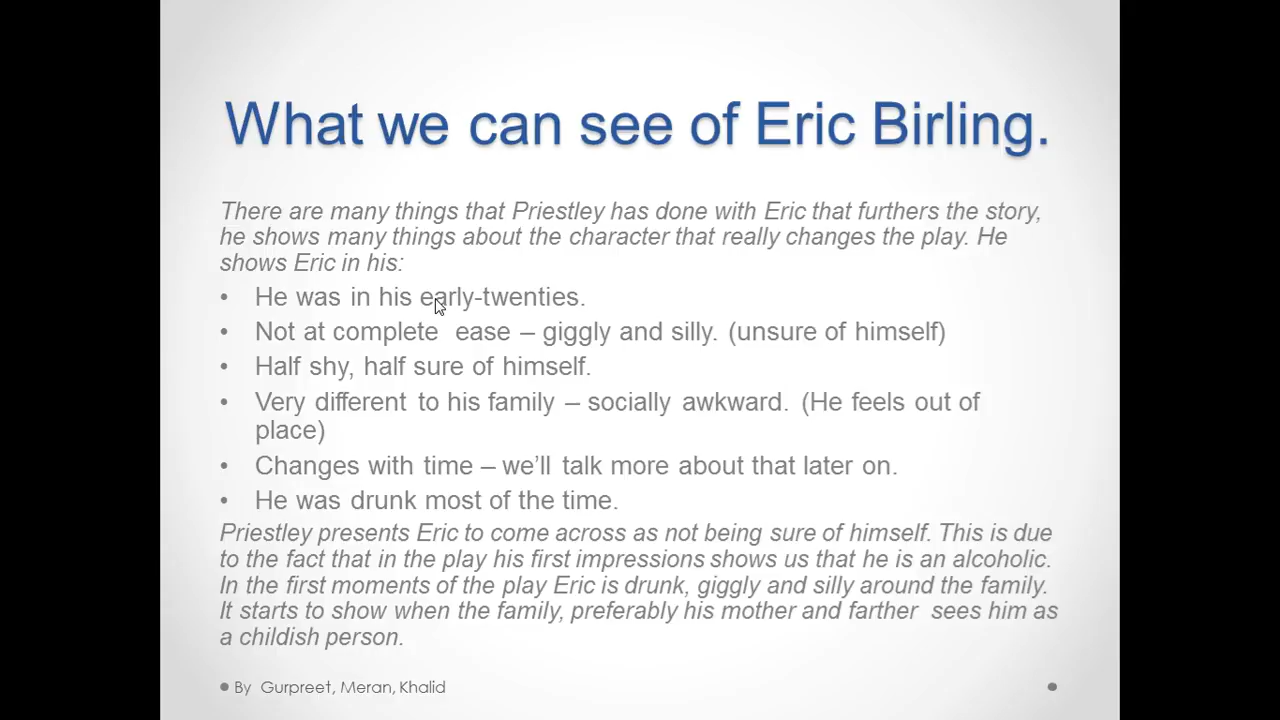 What we can see of Eric Birling.
There are many things that Priestley has done with Eric that furthers the story,
he shows many things about the character that really changes the play. He
shows Eric in his:
• He was in his early-twenties.
• Not at complete ease – giggly and silly. (unsure of himself)
• Half shy, half sure of himself.
• Very different to his family – socially awkward. (He feels out of
place)
• Changes with time – we’ll talk more about that later on.
• He was drunk most of the time.
Priestley presents Eric to come across as not being sure of himself. This is due
to the fact that in the play his first impressions shows us that he is an alcoholic.
In the first moments of the play Eric is drunk, giggly and silly around the family.
It starts to show when the family, preferably his mother and farther sees him as
a childish person.
By Gurpreet, Meran, Khalid